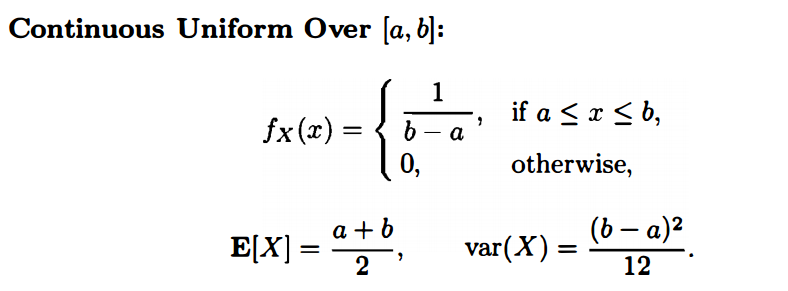 Continuous Uniform Over [a, b]:
f_X(x) = { 1/(b − a), if a ≤ x ≤ b,
0, otherwise,
E[X] = (a + b)/2, var(X) = (b − a)²/12.